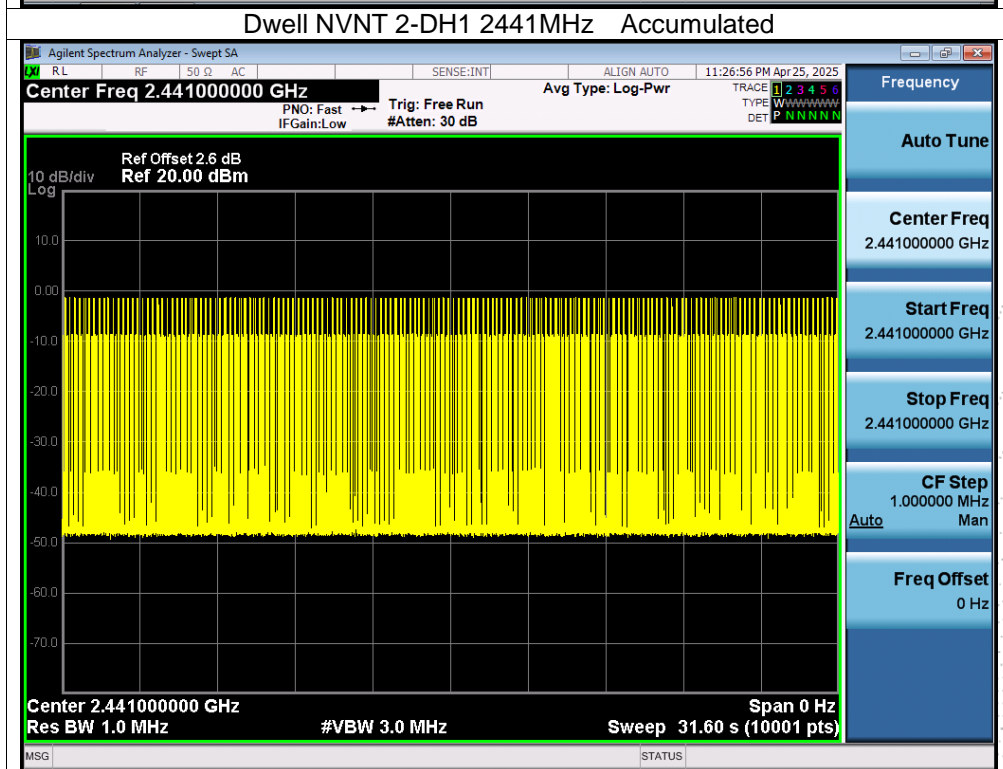 Dwell NVNT 2-DH1 2441MHz Accumulated
Agilent Spectrum Analyzer - Swept SA
LXI RL RF 50 Ω AC SENSE:INT ALIGN AUTO 11:26:56 PM Apr 25, 2025
Center Freq 2.441000000 GHz Avg Type: Log-Pwr TRACE 1 2 3 4 5 6
PNO: Fast Trig: Free Run TYPE WWWWWW
IFGain:Low #Atten: 30 dB DET P N N N N N
Frequency
Auto Tune
Ref Offset 2.6 dB
10 dB/div Ref 20.00 dBm
Log
10.0
0.00
-10.0
-20.0
-30.0
-40.0
-50.0
-60.0
-70.0
Center Freq
2.441000000 GHz
Start Freq
2.441000000 GHz
Stop Freq
2.441000000 GHz
CF Step
1.000000 MHz
Auto Man
Freq Offset
0 Hz
Center 2.441000000 GHz Span 0 Hz
Res BW 1.0 MHz #VBW 3.0 MHz Sweep 31.60 s (10001 pts)
MSG STATUS